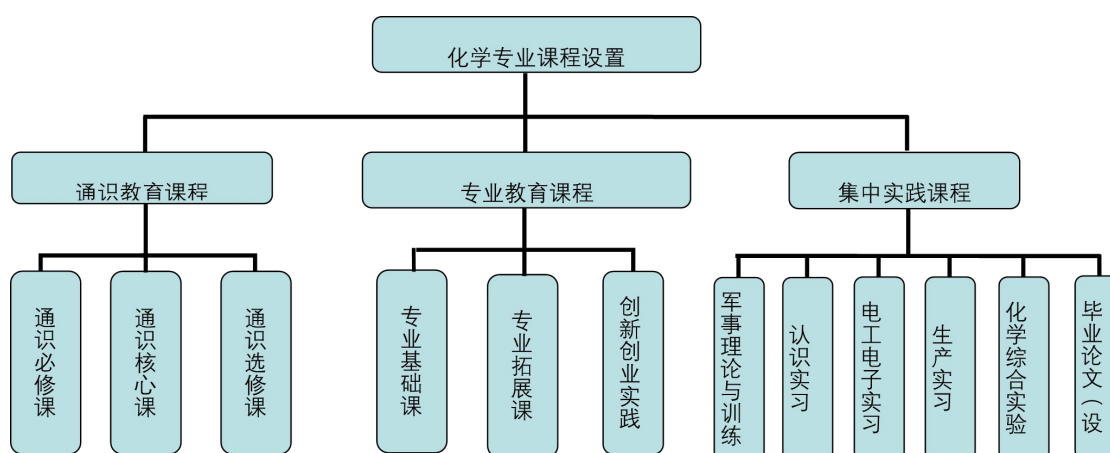 化学专业课程设置
通识教育课程
专业教育课程
集中实践课程
通识必修课
通识核心课
通识选修课
专业基础课
专业拓展课
创新创业实践
军事理论与训练
认识实习
电工电子实习
生产实习
化学综合实验
毕业论文（设